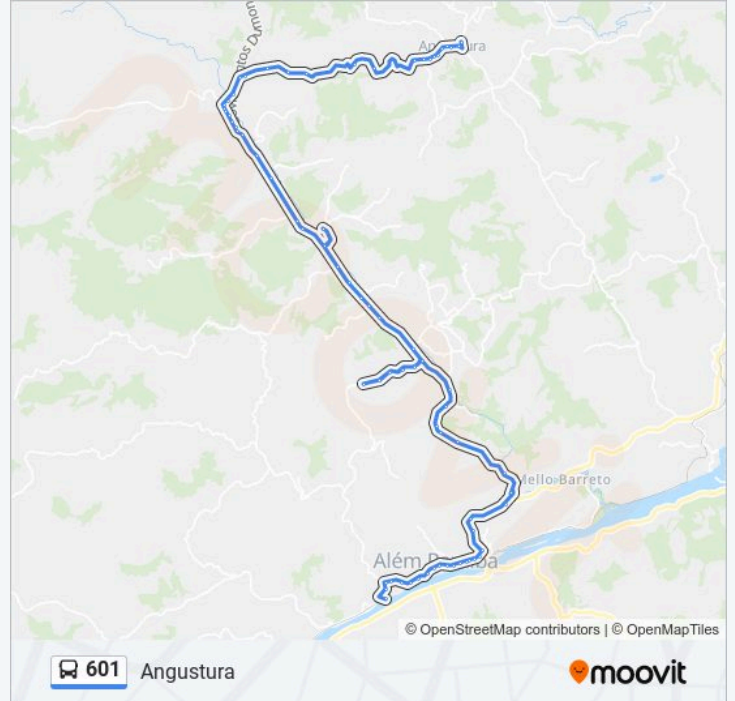 Angustura
Mello Barreto
Além Paraíba
© OpenStreetMap contributors | © OpenMapTiles
601 Angustura
moovit